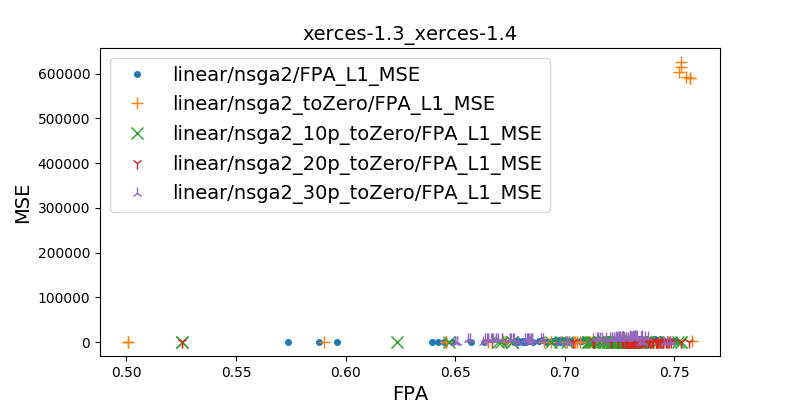 xerces-1.3_xerces-1.4
600000
500000
400000
300000
200000
100000
0
MSE
linear/nsga2/FPA_L1_MSE
linear/nsga2_toZero/FPA_L1_MSE
linear/nsga2_10p_toZero/FPA_L1_MSE
linear/nsga2_20p_toZero/FPA_L1_MSE
linear/nsga2_30p_toZero/FPA_L1_MSE
0.50 0.55 0.60 0.65 0.70 0.75
FPA